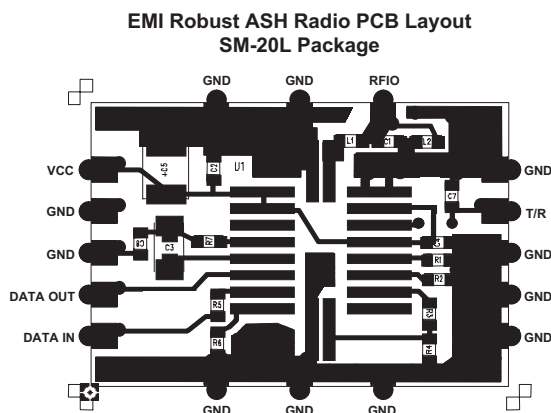 EMI Robust ASH Radio PCB Layout
SM-20L Package
GND GND RFIO
L1 C1 L2
VCC +C5 C2 U1 GND
C7
GND T/R
GND C8 C3 R7 C4 GND
R1
DATA OUT R2 GND
R5 R3
DATA IN R6 R4 GND
GND GND GND